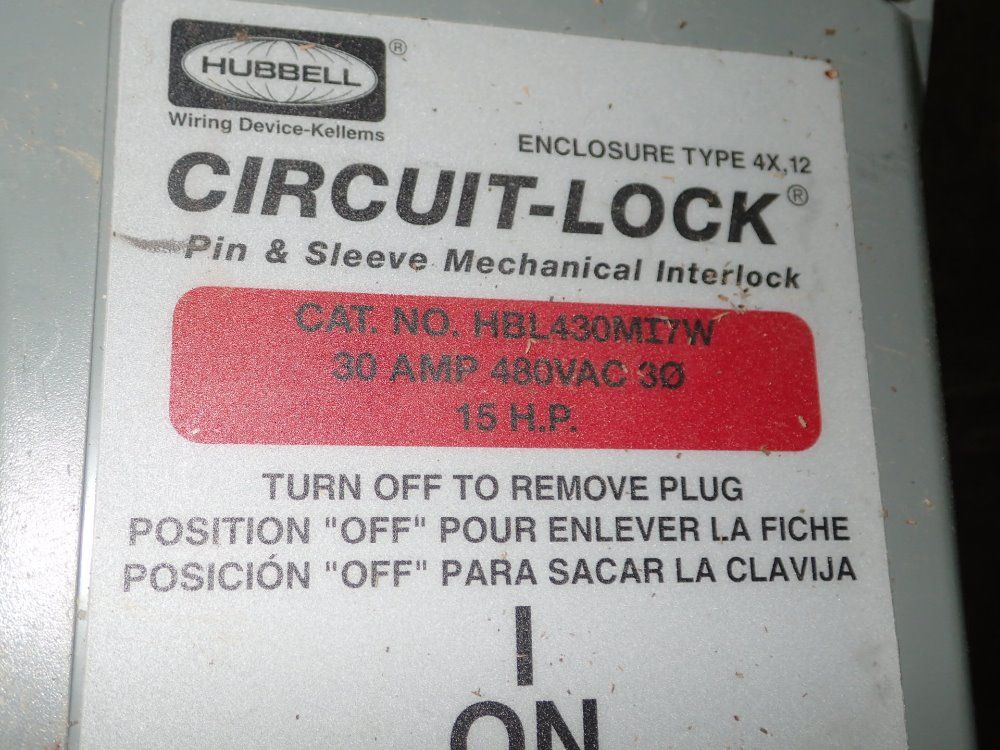 HUBBELL ®
Wiring Device-Kellems
ENCLOSURE TYPE 4X,12
CIRCUIT-LOCK®
Pin & Sleeve Mechanical Interlock
CAT. NO. HBL430MI7W
30 AMP 480VAC 3Ø
15 H.P.
TURN OFF TO REMOVE PLUG
POSITION "OFF" POUR ENLEVER LA FICHE
POSICIÓN "OFF" PARA SACAR LA CLAVIJA
I
ON